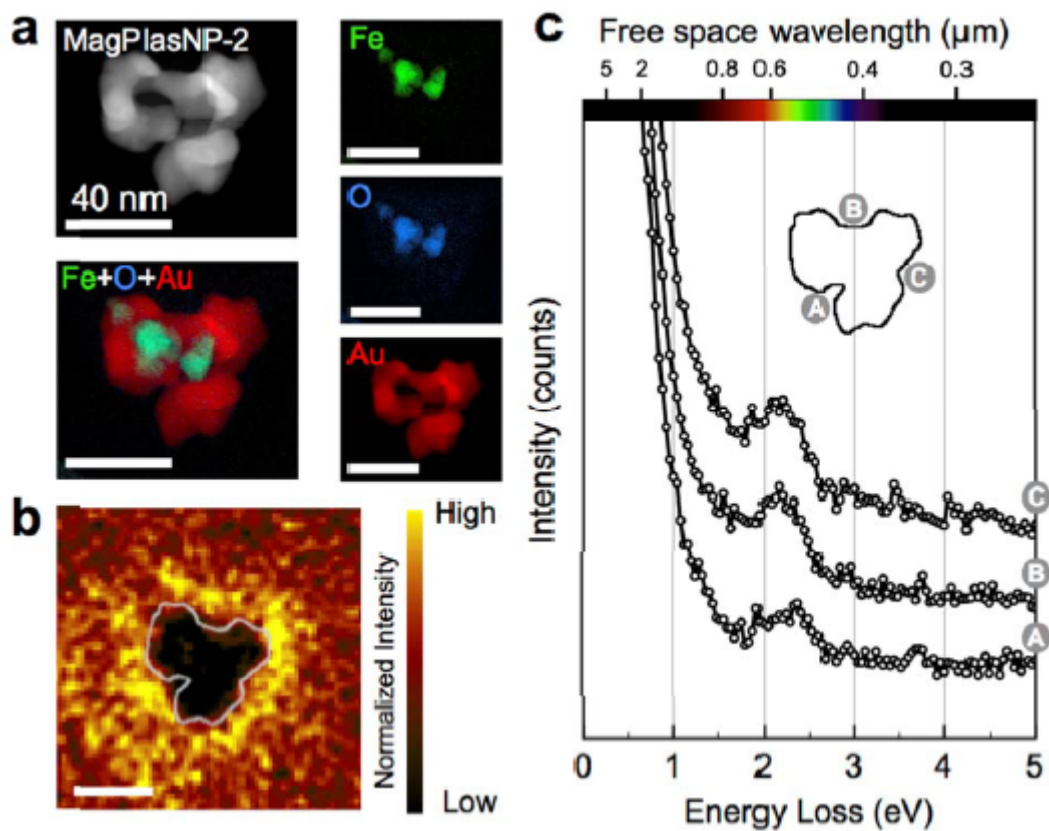 a
MagPlasNP-2
40 nm
Fe
O
Fe+O+Au
Au
b
High
Normalized Intensity
Low
c
Free space wavelength (µm)
5 2 0.8 0.6 0.4 0.3
Intensity (counts)
B
C
A
C
B
A
0 1 2 3 4 5
Energy Loss (eV)